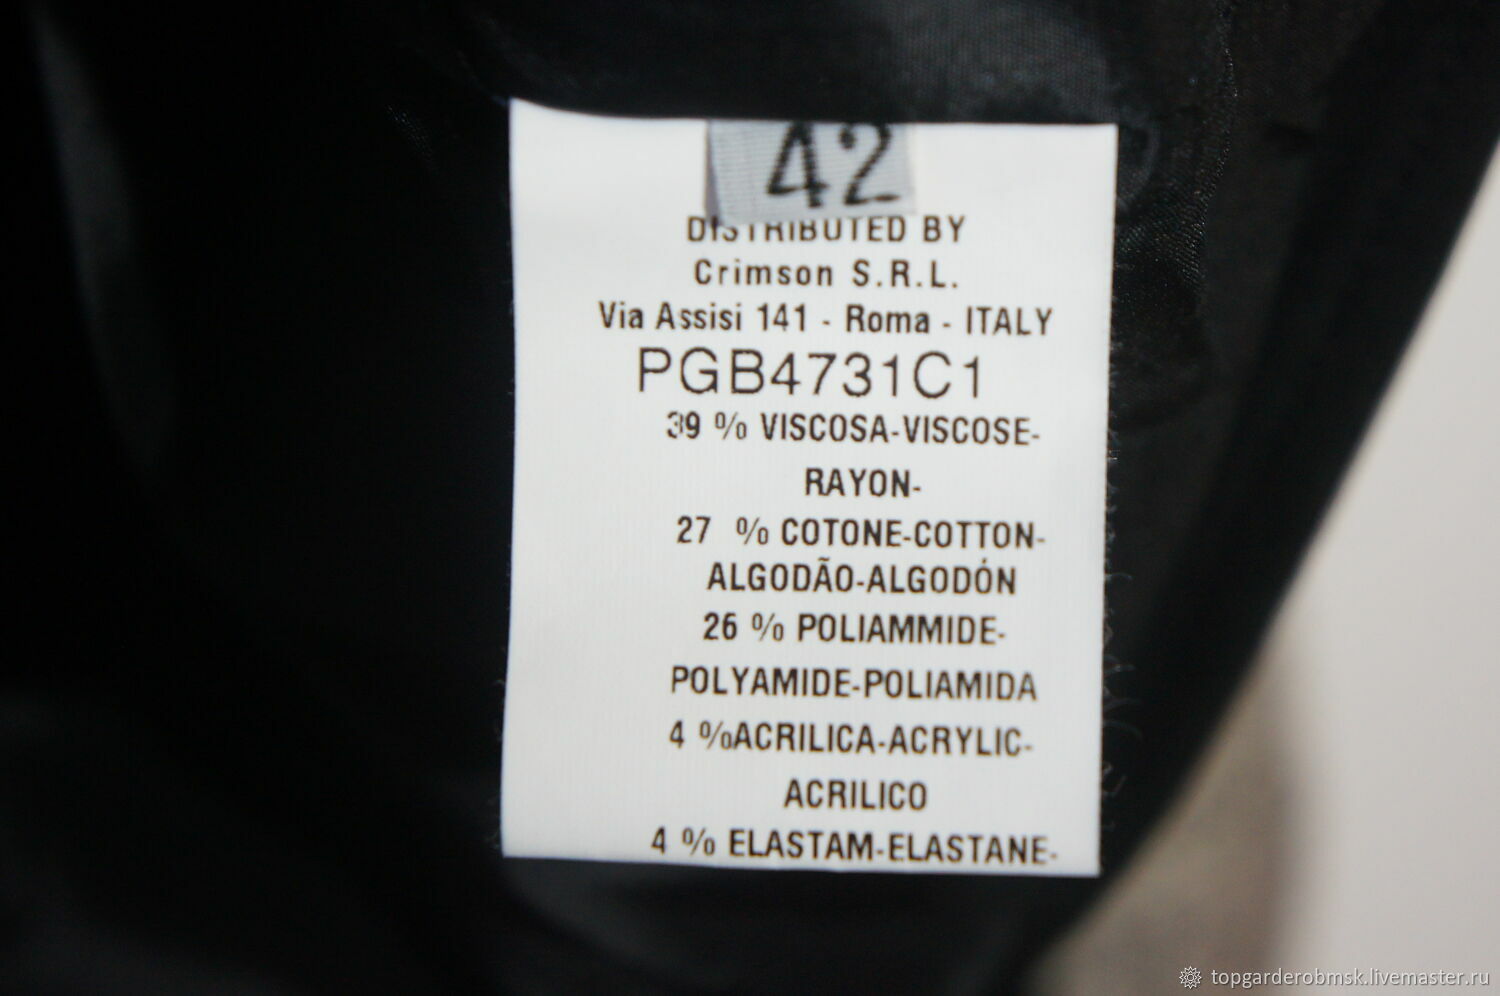 42
DISTRIBUTED BY
Crimson S.R.L.
Via Assisi 141 - Roma - ITALY
PGB4731C1
39 % VISCOSA-VISCOSE-
RAYON-
27 % COTONE-COTTON-
ALGODÃO-ALGODÓN
26 % POLIAMMIDE-
POLYAMIDE-POLIAMIDA
4 %ACRILICA-ACRYLIC-
ACRILICO
4 % ELASTAM-ELASTANE-
topgarderobmsk.livemaster.ru